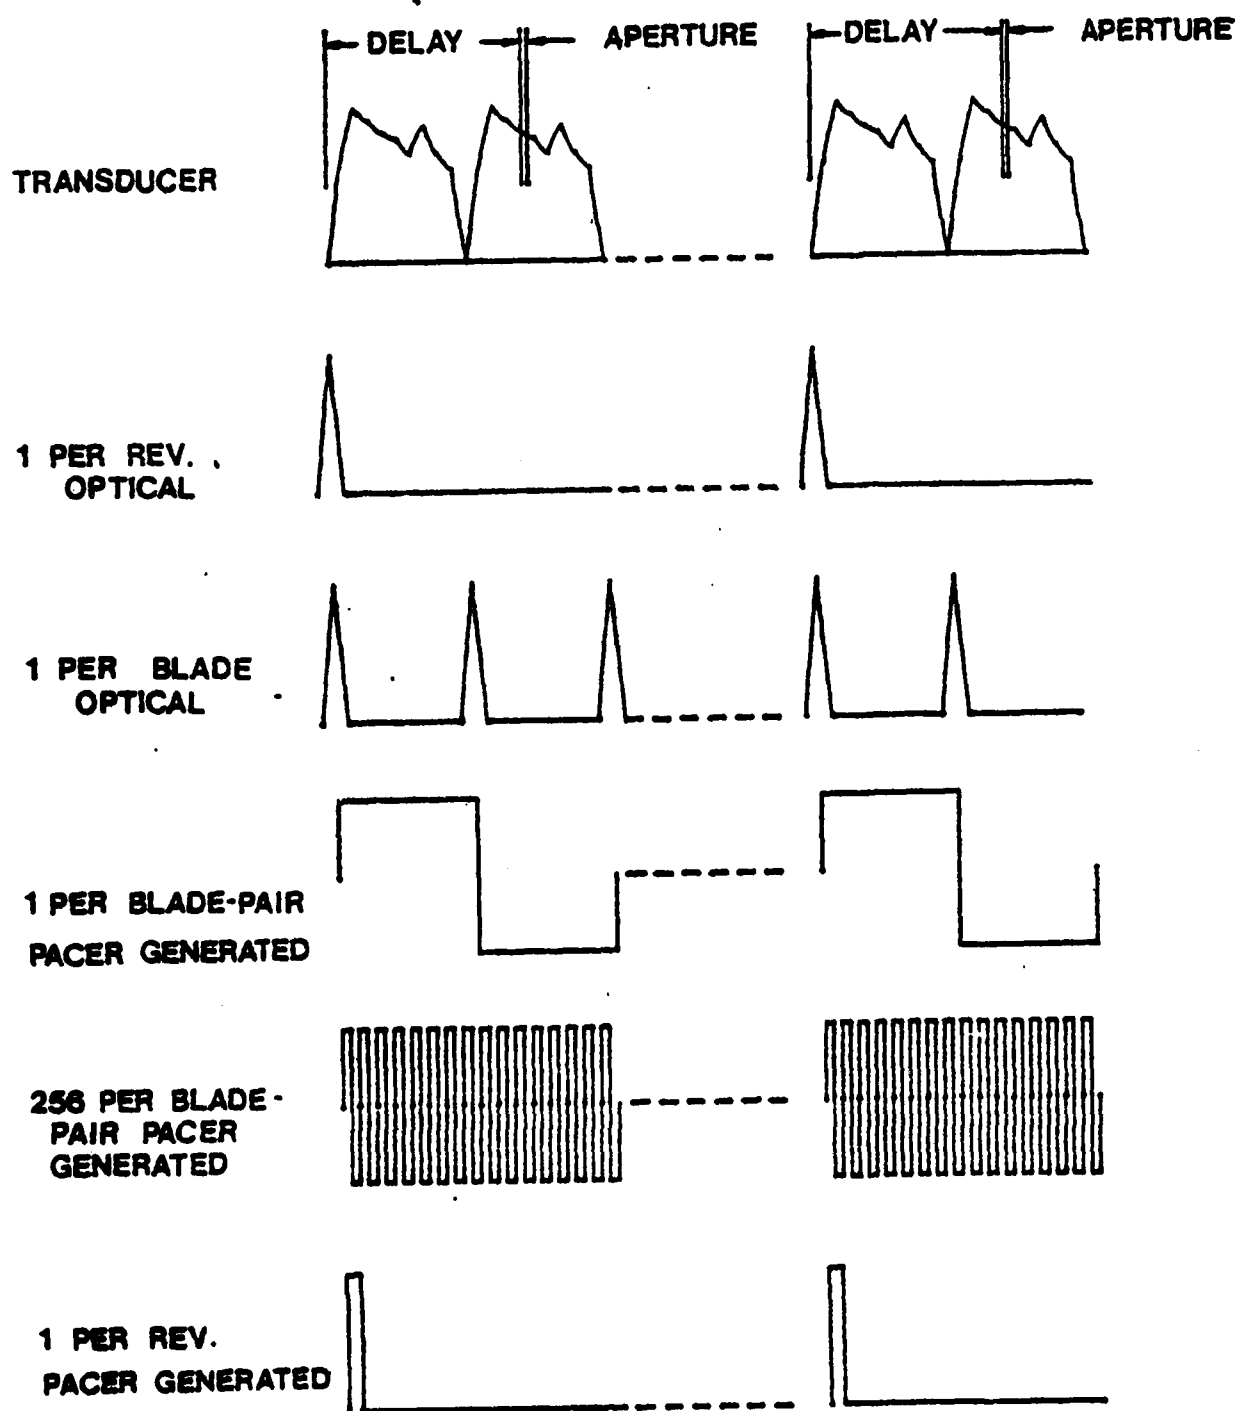 DELAY APERTURE DELAY APERTURE
TRANSDUCER
1 PER REV.
OPTICAL
1 PER BLADE
OPTICAL
1 PER BLADE-PAIR
PACER GENERATED
256 PER BLADE-
PAIR PACER
GENERATED
1 PER REV.
PACER GENERATED